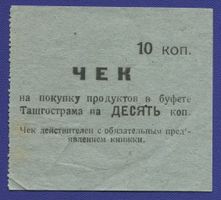 10 коп.
ЧЕК
на покупку продуктов в буфете
Ташгострама на ДЕСЯТЬ коп.
Чек действителен с обязательным пред'-
явлением книжки.